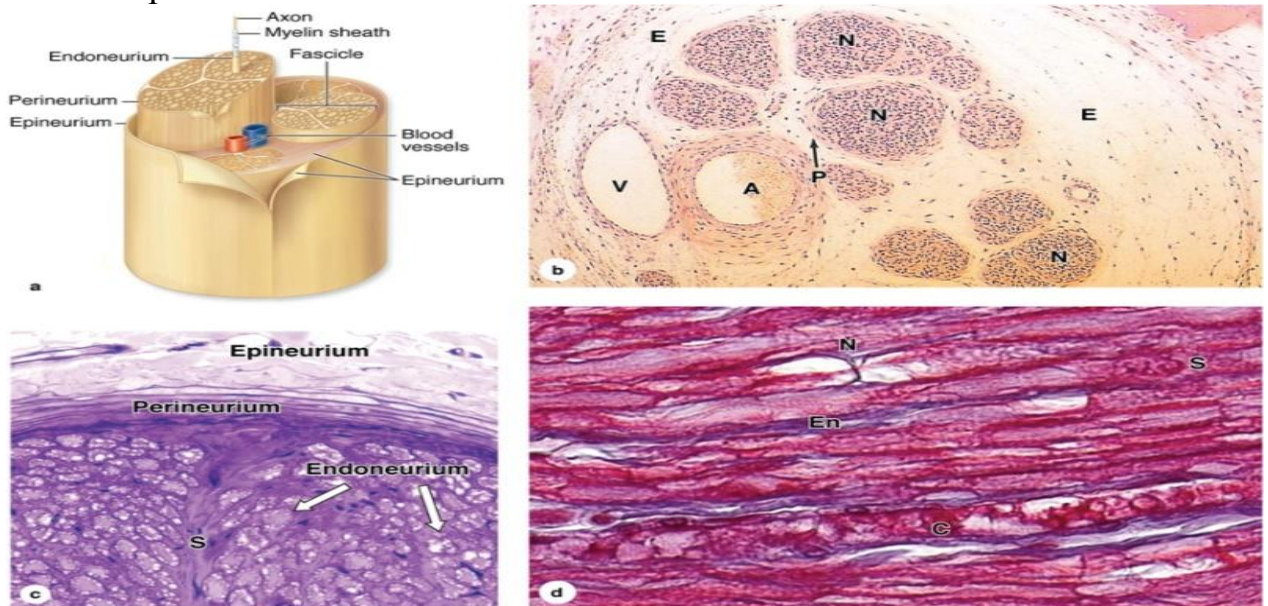 Axon
Myelin sheath
Endoneurium
Fascicle
Perineurium
Epineurium
Blood
vessels
Epineurium
a
E
N
N
E
P
V
A
N
b
Epineurium
Perineurium
Endoneurium
S
c
N
S
En
C
d